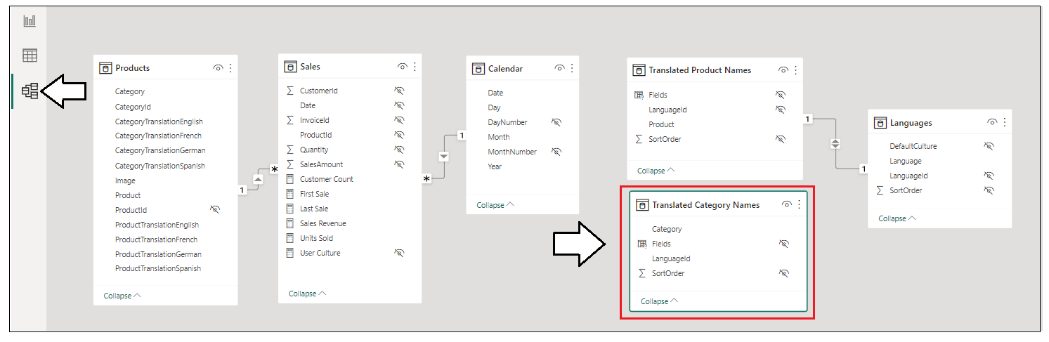 Products
Category
CategoryId
CategoryTranslationEnglish
CategoryTranslationFrench
CategoryTranslationGerman
CategoryTranslationSpanish
Image
Product
ProductId
ProductTranslationEnglish
ProductTranslationFrench
ProductTranslationGerman
ProductTranslationSpanish
Collapse
1
*
Sales
CustomerId
Date
InvoiceId
ProductId
Quantity
SalesAmount
Customer Count
First Sale
Last Sale
Sales Revenue
Units Sold
User Culture
Collapse
*
1
Calendar
Date
Day
DayNumber
Month
MonthNumber
Year
Collapse
Translated Product Names
Fields
LanguageId
Product
SortOrder
Collapse
1
1
Translated Category Names
Category
Fields
LanguageId
SortOrder
Collapse
Languages
DefaultCulture
Language
LanguageId
SortOrder
Collapse